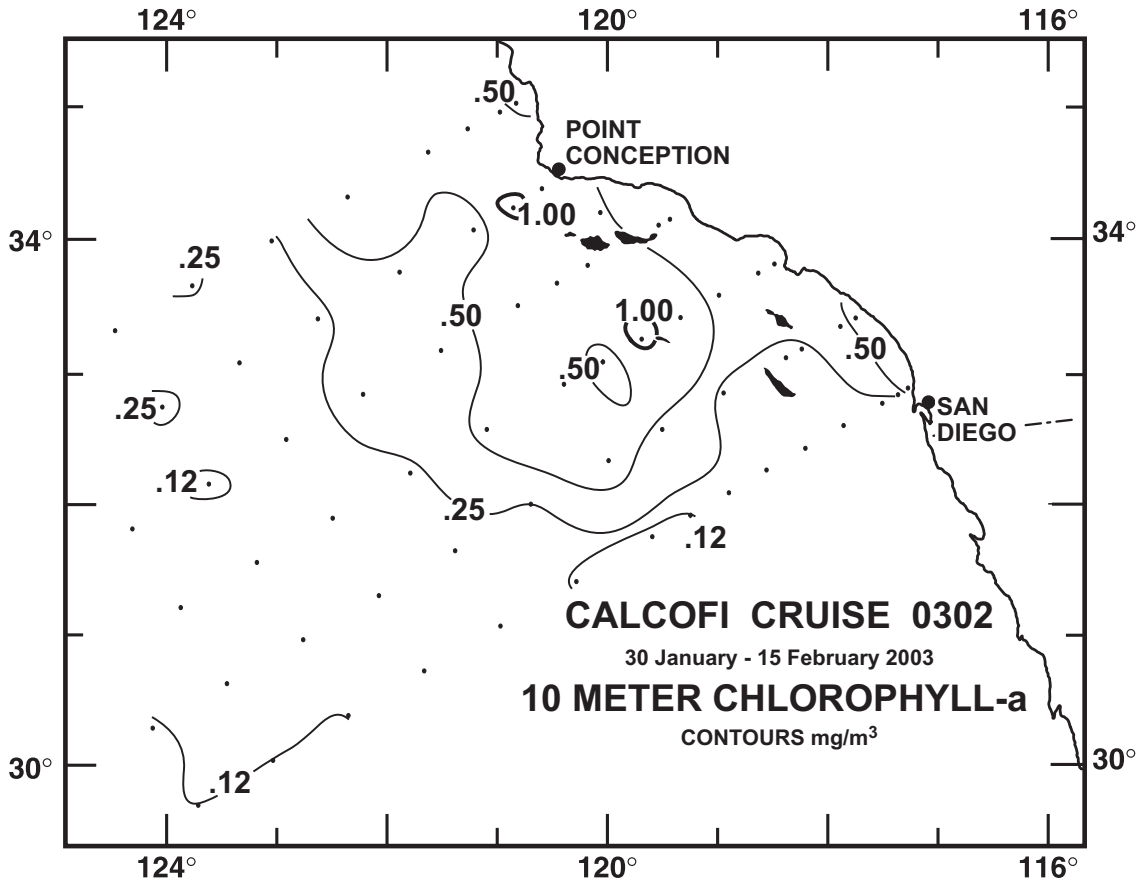 124° 120° 116°
.50
POINT
CONCEPTION
1.00
34° 34°
.25
1.00
.50
.50
.50
.25
SAN
DIEGO
.12
.25
.12
CALCOFI CRUISE 0302
30 January - 15 February 2003
10 METER CHLOROPHYLL-a
CONTOURS mg/m³
30° 30°
.12
124° 120° 116°